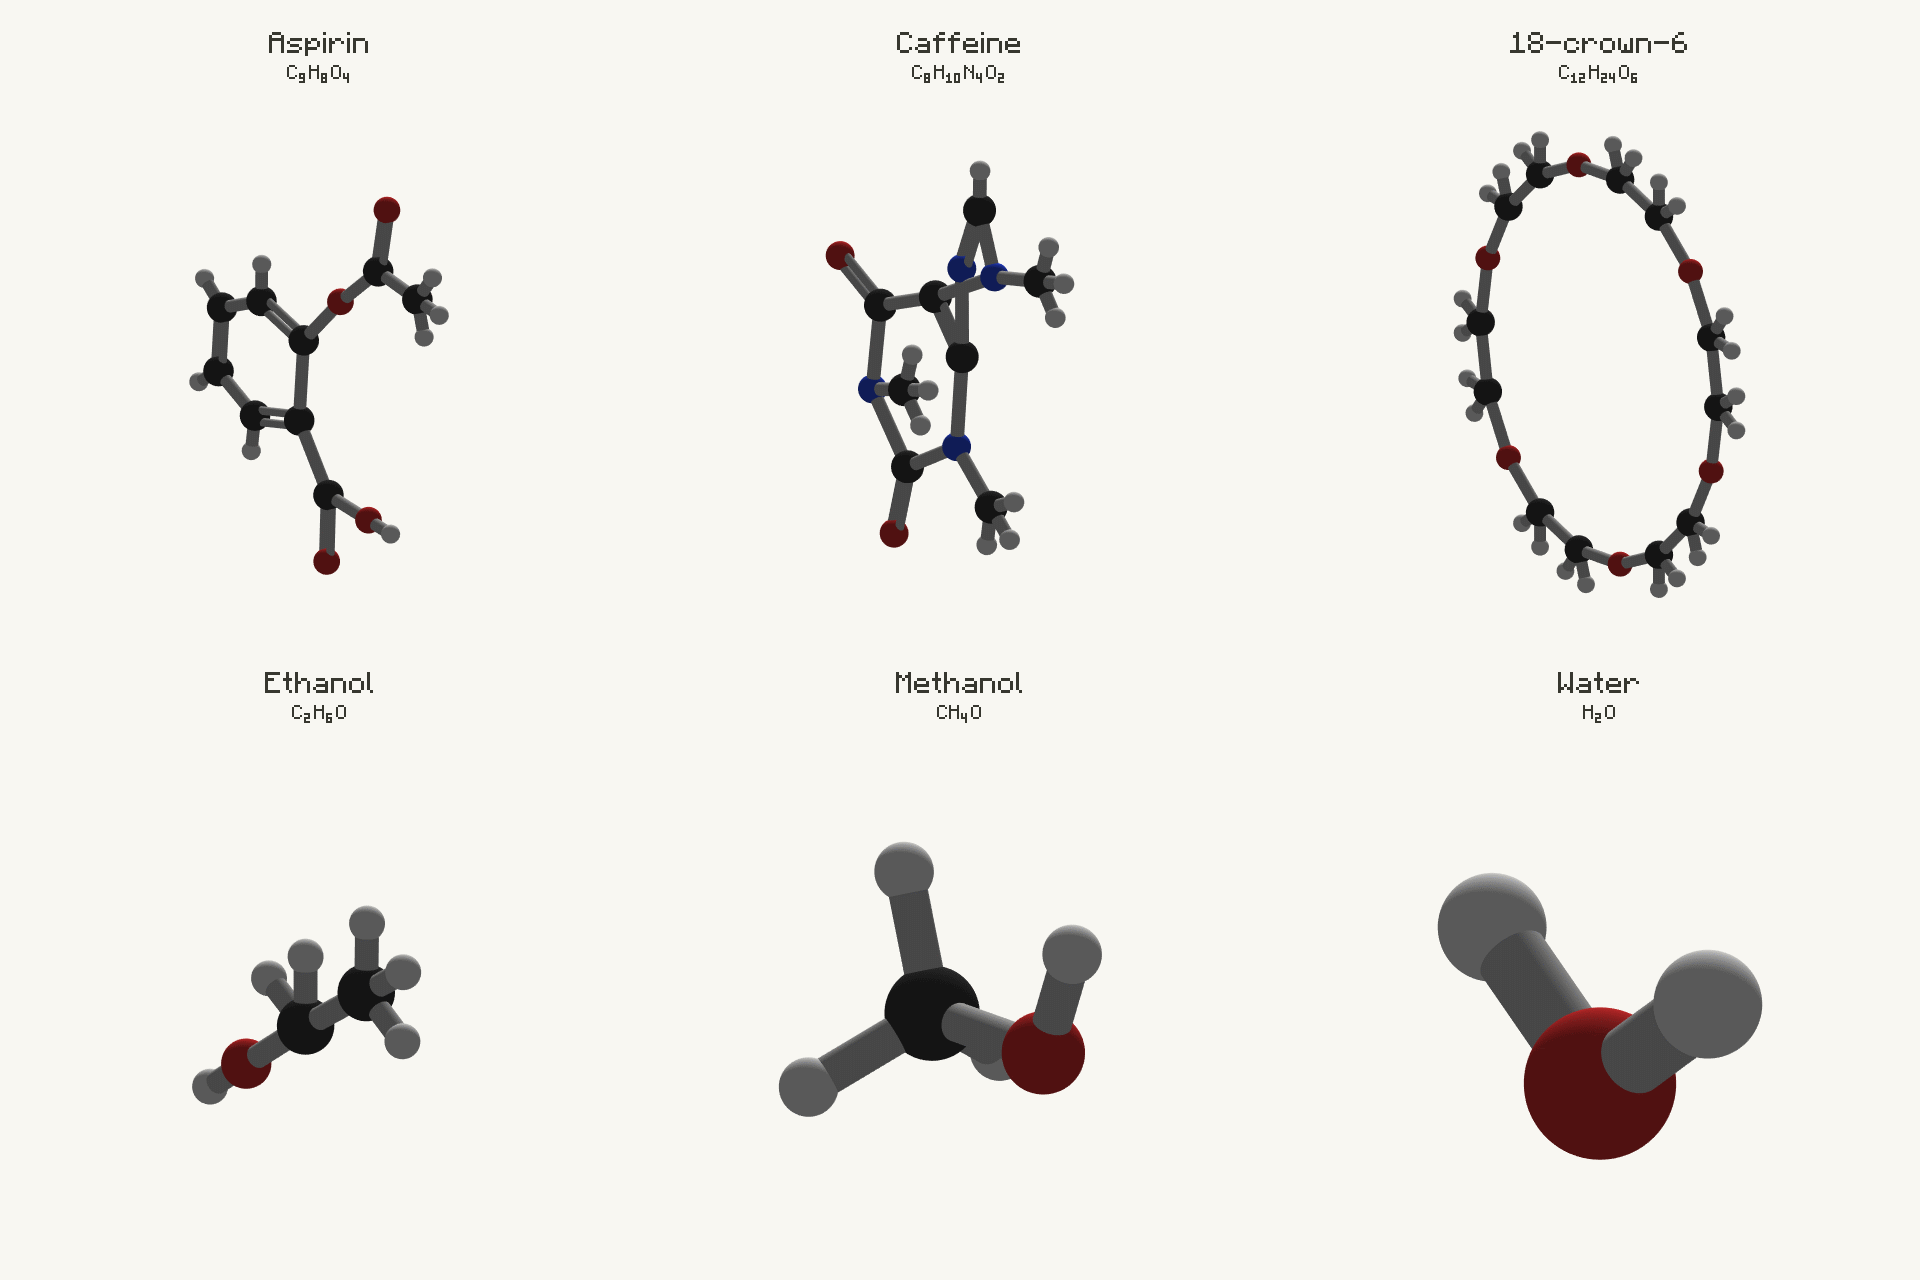 Aspirin
C₉H₈O₄
Caffeine
C₈H₁₀N₄O₂
18-crown-6
C₁₂H₂₄O₆
Ethanol
C₂H₆O
Methanol
CH₄O
Water
H₂O